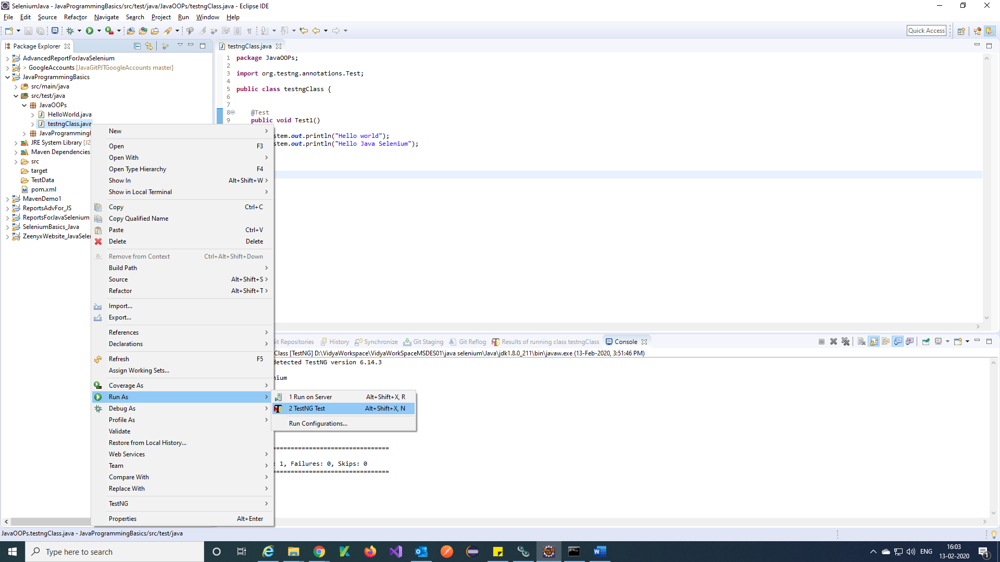 SeleniumJava - JavaProgrammingBasics/src/test/java/JavaOOPs/testngClass.java - Eclipse IDE
File Edit Source Refactor Navigate Search Project Run Window Help
Quick Access
Package Explorer
AdvancedReportForJavaSelenium
> GoogleAccounts [JavaGitPJTGoogleAccounts master]
JavaProgrammingBasics
src/main/java
src/test/java
JavaOOPs
HelloWorld.java
testngClass.java
JavaProgramming
JRE System Library [J2
Maven Dependencies
src
target
TestData
pom.xml
MavenDemo1
ReportsAdvFor_JS
ReportsForJavaSelenium
SeleniumBasics_Java
ZeenyxWebsite_JavaSeler
testngClass.java
1 package JavaOOPs;
2
3 import org.testng.annotations.Test;
4
5 public class testngClass {
6
7
8 @Test
9 public void Test1()
stem.out.println("Hello world");
stem.out.println("Hello Java Selenium");
New
Open F3
Open With
Open Type Hierarchy F4
Show In Alt+Shift+W
Show in Local Terminal
Copy Ctrl+C
Copy Qualified Name
Paste Ctrl+V
Delete Delete
Remove from Context Ctrl+Alt+Shift+Down
Build Path
Source Alt+Shift+S
Refactor Alt+Shift+T
Import...
Export...
References
Declarations
Refresh F5
Assign Working Sets...
Coverage As
Run As
Debug As
Profile As
Validate
Restore from Local History...
Web Services
Team
Compare With
Replace With
TestNG
Properties Alt+Enter
1 Run on Server Alt+Shift+X, R
2 TestNG Test Alt+Shift+X, N
Run Configurations...
it Repositories History Synchronize Git Staging Git Reflog Results of running class testngClass Console
Class [TestNG] D:\VidyaWorkspace\VidyaWorkSpaceMSDES01\java selenium\Java\jdk1.8.0_211\bin\javaw.exe (13-Feb-2020, 3:51:46 PM)
detected TestNG version 6.14.3
nium
================================
: 1, Failures: 0, Skips: 0
================================
JavaOOPs.testngClass.java - JavaProgrammingBasics/src/test/java
Type here to search
ENG
16:03
13-02-2020
1